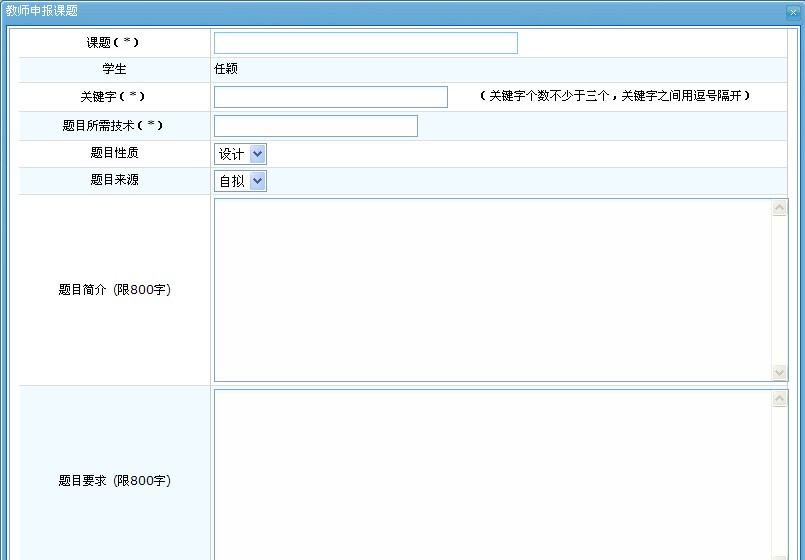 教师申报课题
课题(*)
学生 任颖
关键字(*) (关键字个数不少于三个,关键字之间用逗号隔开)
题目所需技术(*)
题目性质 设计
题目来源 自拟
题目简介 (限800字)
题目要求 (限800字)